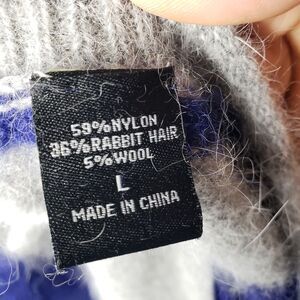 59%NYLON
36%RABBIT HAIR
5%WOOL
L
MADE IN CHINA